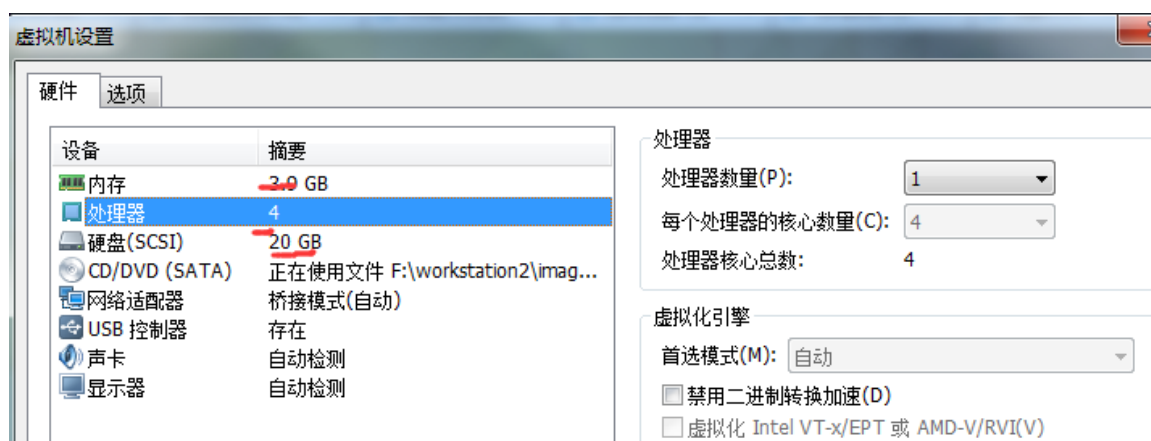 虚拟机设置
硬件 选项
设备 摘要
内存 3.0 GB
处理器 4
硬盘(SCSI) 20 GB
CD/DVD (SATA) 正在使用文件 F:\workstation2\imag...
网络适配器 桥接模式(自动)
USB 控制器 存在
声卡 自动检测
显示器 自动检测
处理器
处理器数量(P): 1
每个处理器的核心数量(C): 4
处理器核心总数: 4
虚拟化引擎
首选模式(M): 自动
禁用二进制转换加速(D)
虚拟化 Intel VT-x/EPT 或 AMD-V/RVI(V)